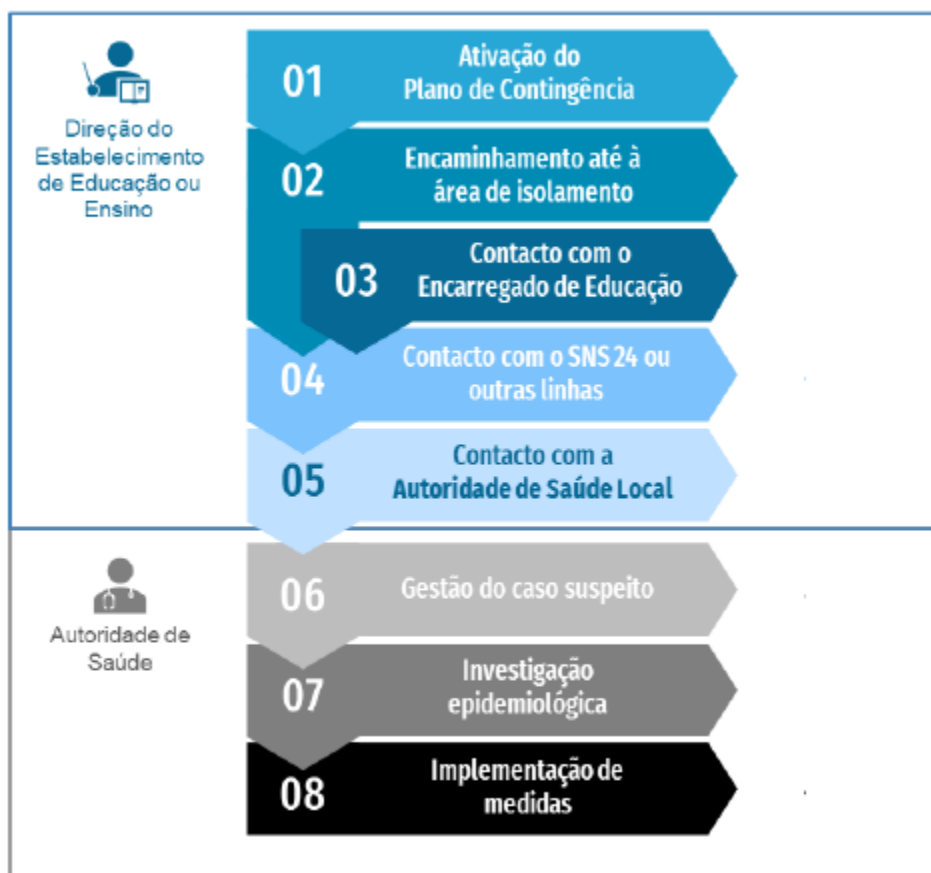 Direção do
Estabelecimento
de Educação ou
Ensino
01
Ativação do
Plano de Contingência
02
Encaminhamento até à
área de isolamento
03
Contacto com o
Encarregado de Educação
04
Contacto com o SNS 24 ou
outras linhas
05
Contacto com a
Autoridade de Saúde Local
Autoridade de
Saúde
06
Gestão do caso suspeito
07
Investigação
epidemiológica
08
Implementação de
medidas